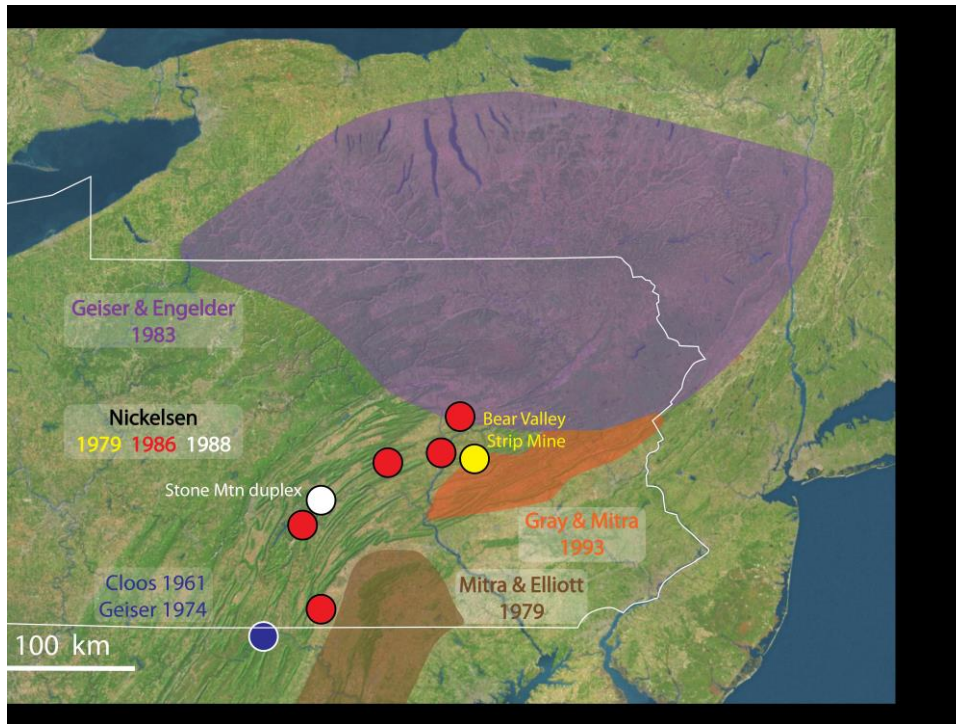 Geiser & Engelder
1983
Nickelsen
1979 1986 1988
Bear Valley
Strip Mine
Stone Mtn duplex
Gray & Mitra
1993
Cloos 1961
Geiser 1974
Mitra & Elliott
1979
100 km